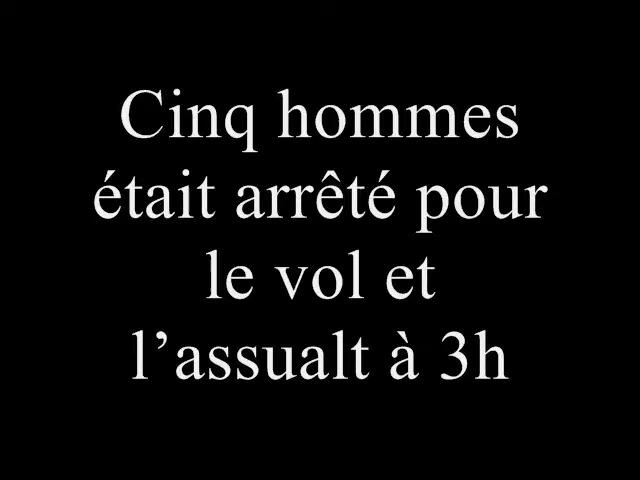 Cinq hommes
était arrêté pour
le vol et
l’assualt à 3h